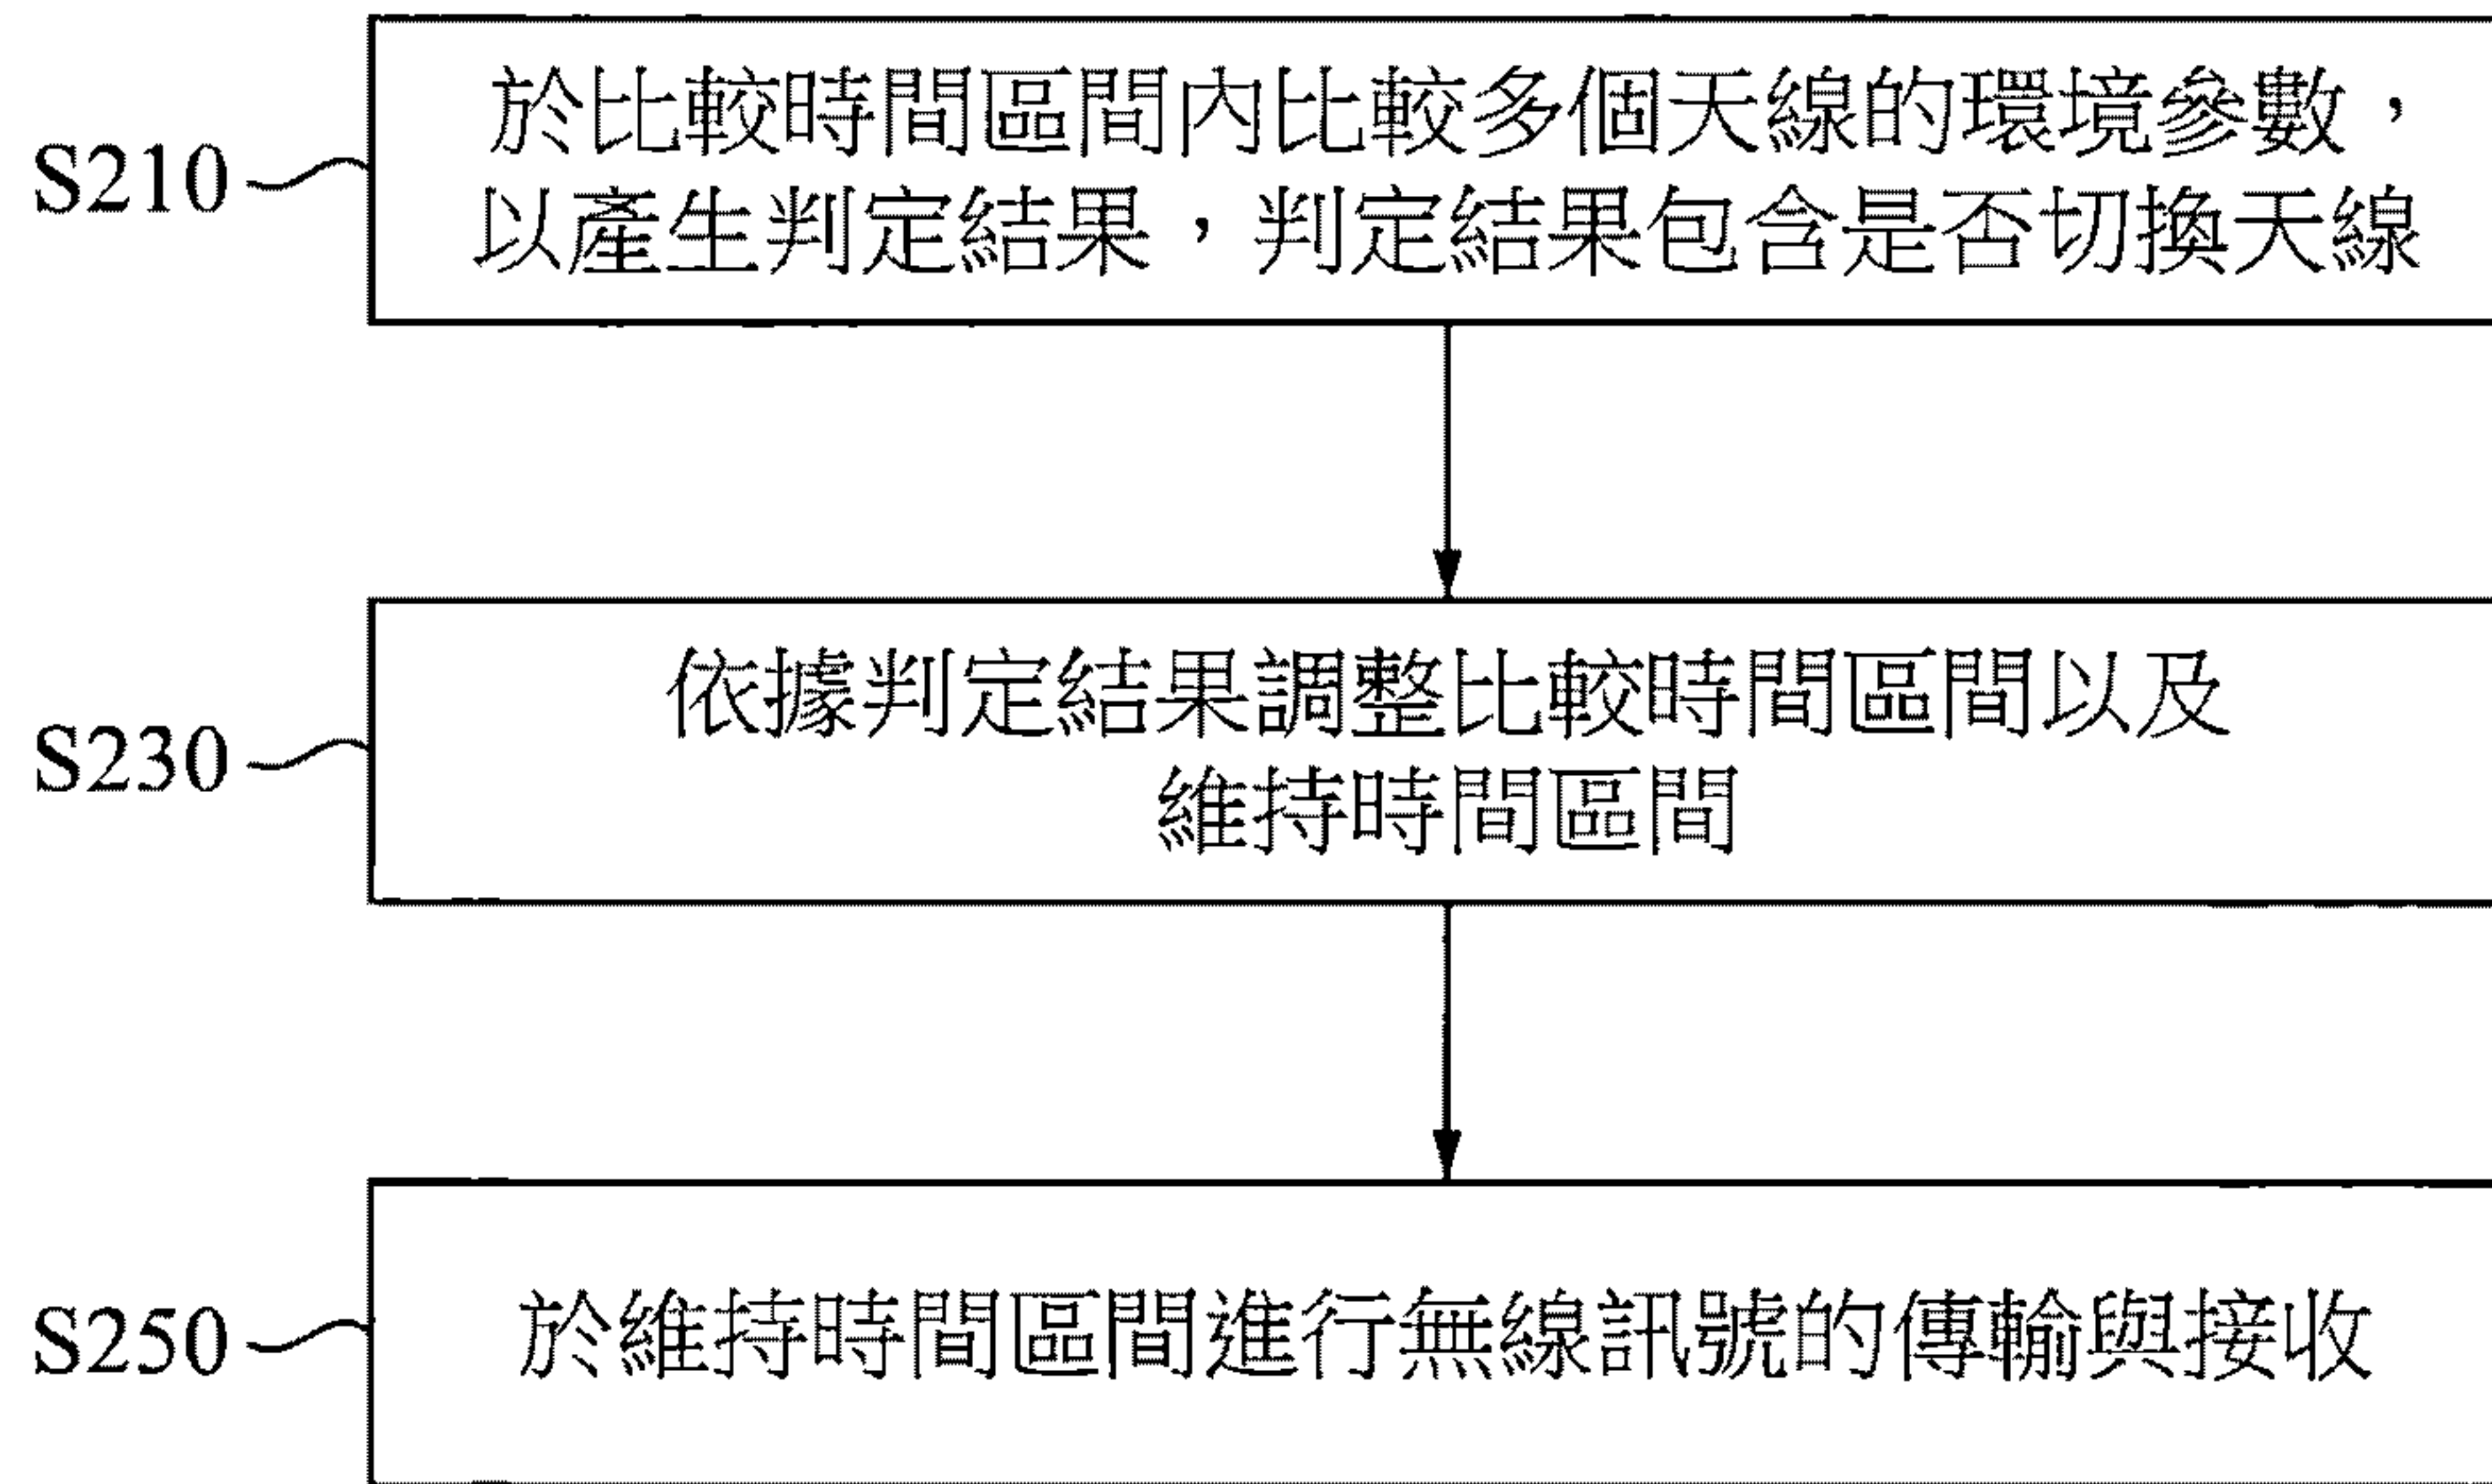 S210
於比較時間區間內比較多個天線的環境參數，
以產生判定結果，判定結果包含是否切換天線
S230
依據判定結果調整比較時間區間以及
維持時間區間
S250
於維持時間區間進行無線訊號的傳輸與接收